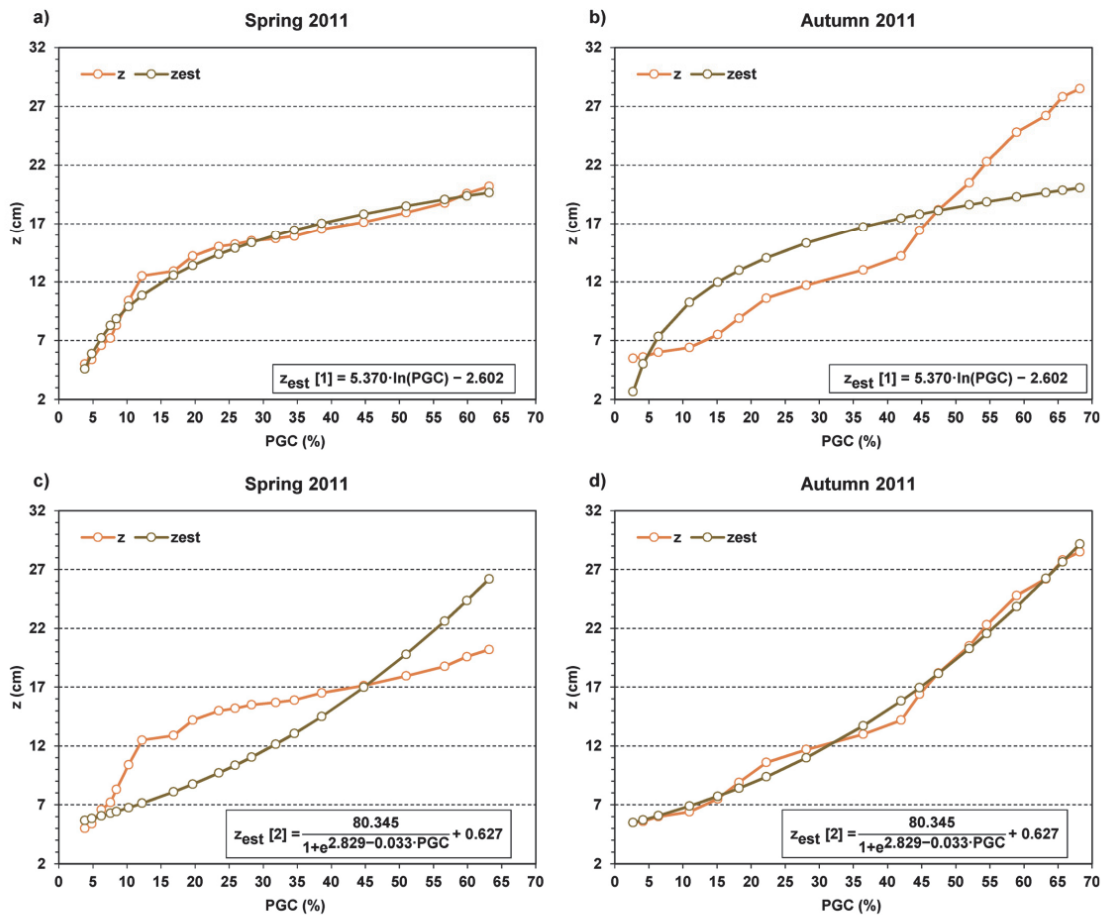 a) Spring 2011
z (cm)
32
27
22
17
12
7
2
z zest
z_est [1] = 5.370·ln(PGC) − 2.602
0 5 10 15 20 25 30 35 40 45 50 55 60 65 70
PGC (%)
b) Autumn 2011
z (cm)
32
27
22
17
12
7
2
z zest
z_est [1] = 5.370·ln(PGC) − 2.602
0 5 10 15 20 25 30 35 40 45 50 55 60 65 70
PGC (%)
c) Spring 2011
z (cm)
32
27
22
17
12
7
2
z zest
z_est [2] = 80.345 / (1+e^(2.829−0.033·PGC)) + 0.627
0 5 10 15 20 25 30 35 40 45 50 55 60 65 70
PGC (%)
d) Autumn 2011
z (cm)
32
27
22
17
12
7
2
z zest
z_est [2] = 80.345 / (1+e^(2.829−0.033·PGC)) + 0.627
0 5 10 15 20 25 30 35 40 45 50 55 60 65 70
PGC (%)